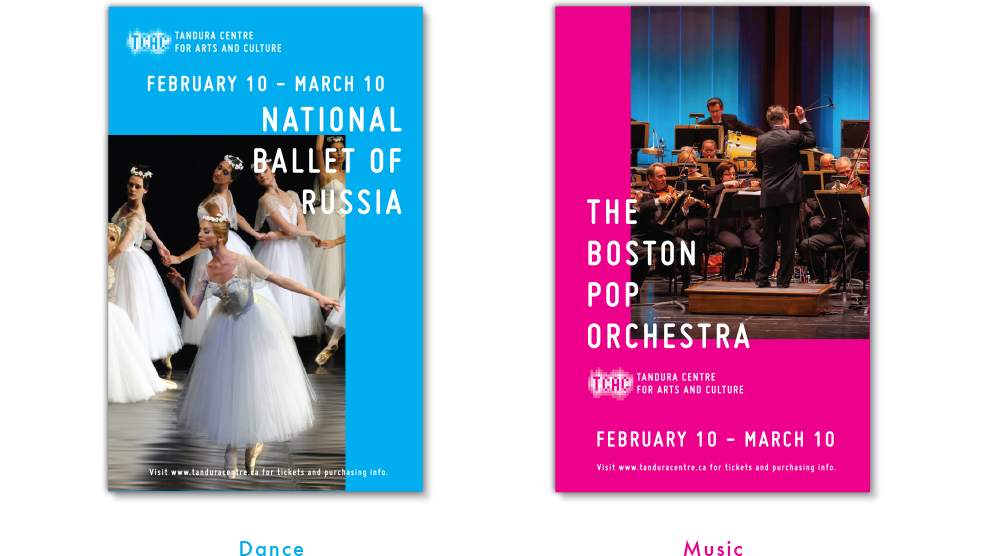 TCAC
TANDURA CENTRE
FOR ARTS AND CULTURE
FEBRUARY 10 – MARCH 10
NATIONAL
BALLET OF
RUSSIA
Visit www.tanduracentre.ca for tickets and purchasing info.
Dance
THE
BOSTON
POP
ORCHESTRA
TCAC
TANDURA CENTRE
FOR ARTS AND CULTURE
FEBRUARY 10 – MARCH 10
Visit www.tanduracentre.ca for tickets and purchasing info.
Music